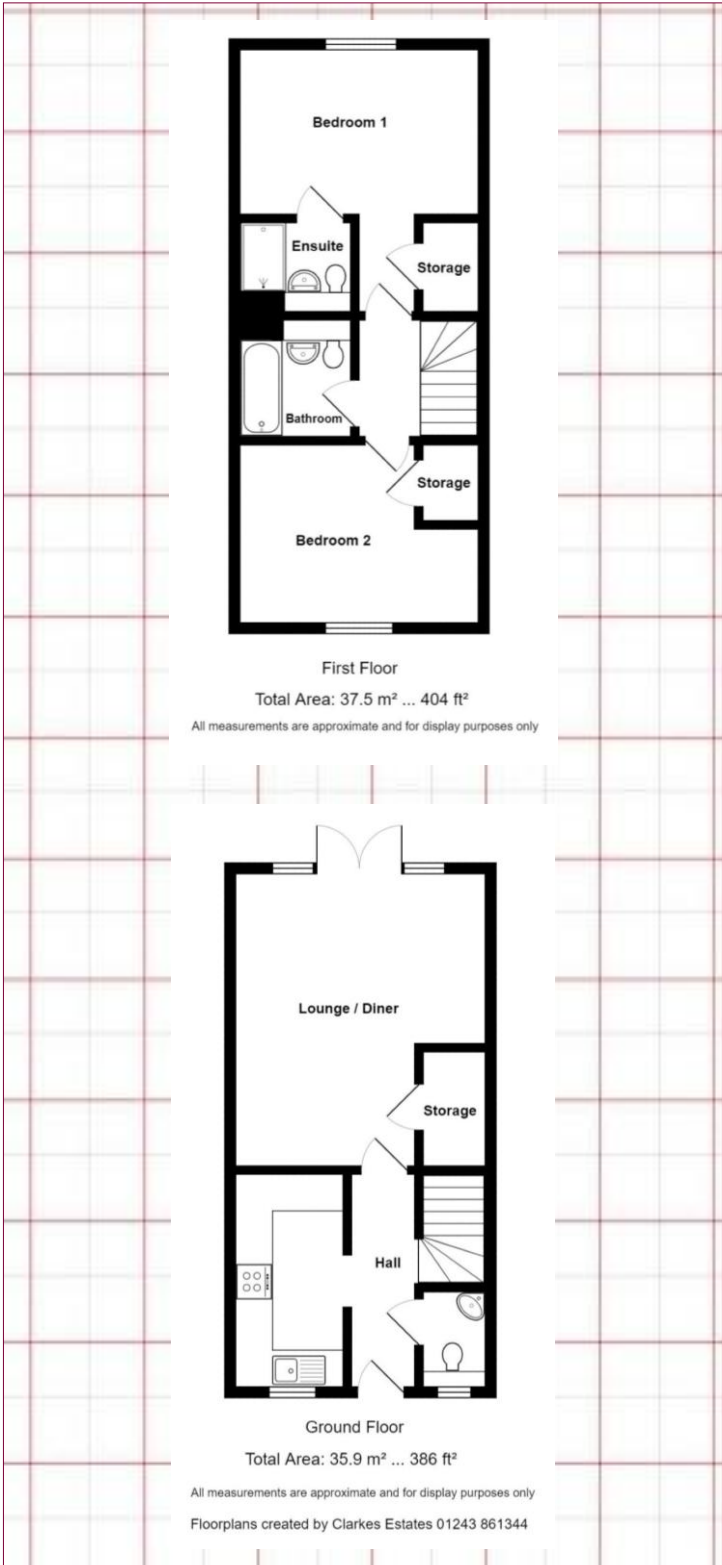 Bedroom 1
Ensuite
Storage
Bathroom
Storage
Bedroom 2
First Floor
Total Area: 37.5 m² ... 404 ft²
All measurements are approximate and for display purposes only
Lounge / Diner
Storage
Hall
Ground Floor
Total Area: 35.9 m² ... 386 ft²
All measurements are approximate and for display purposes only
Floorplans created by Clarkes Estates 01243 861344